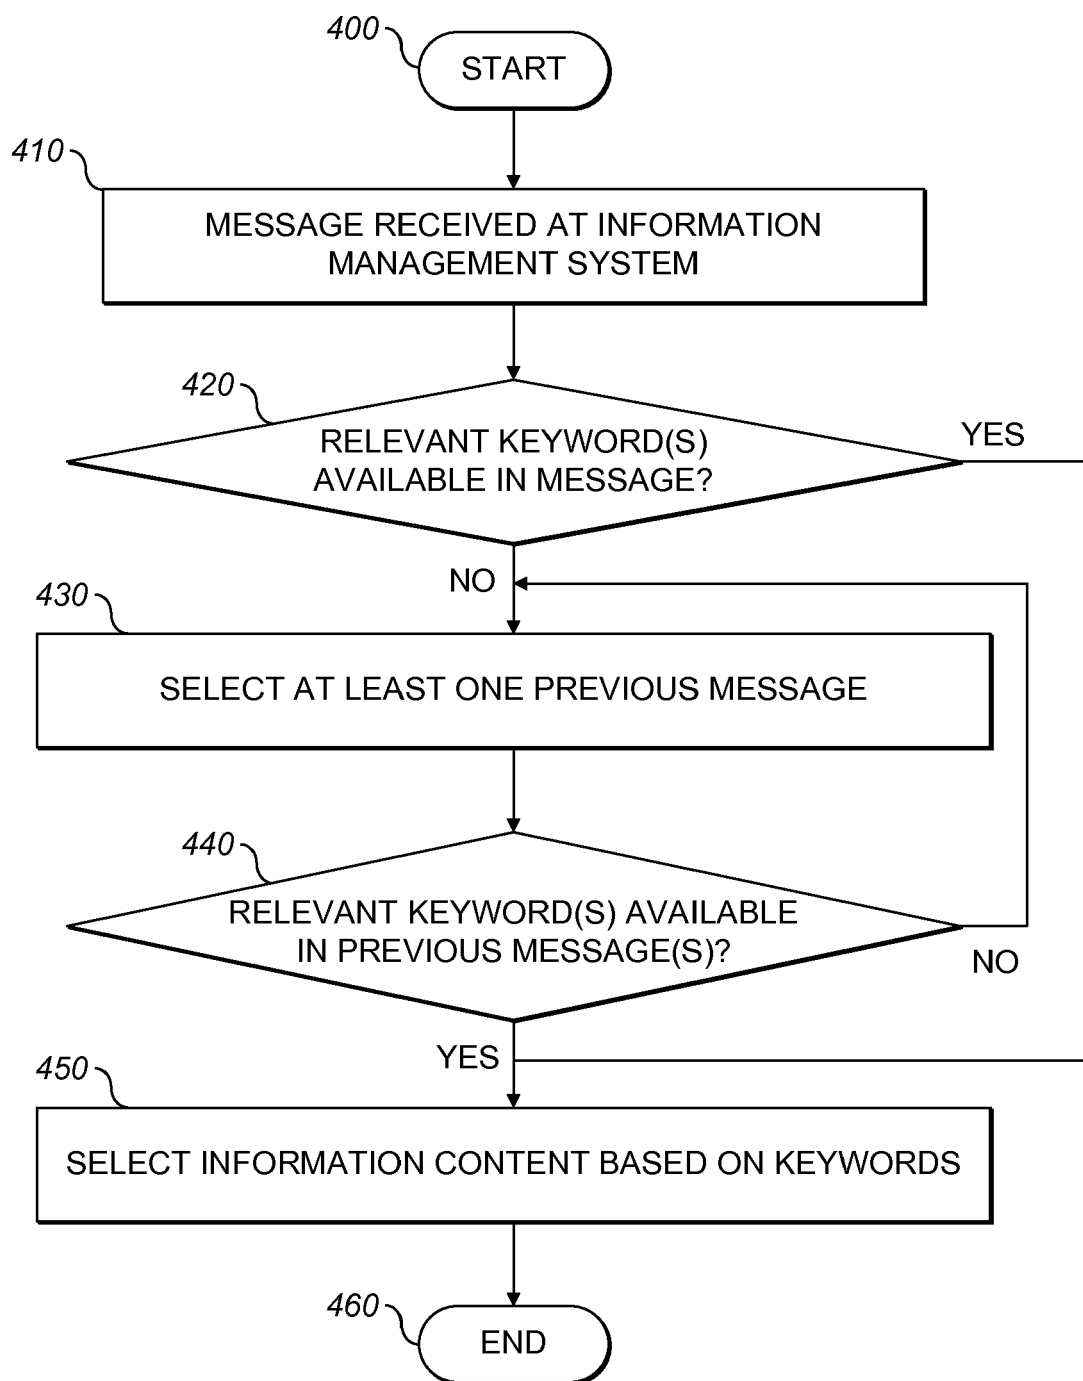 400
START
410
MESSAGE RECEIVED AT INFORMATION
MANAGEMENT SYSTEM
420
RELEVANT KEYWORD(S)
AVAILABLE IN MESSAGE?
YES
NO
430
SELECT AT LEAST ONE PREVIOUS MESSAGE
440
RELEVANT KEYWORD(S) AVAILABLE
IN PREVIOUS MESSAGE(S)?
NO
YES
450
SELECT INFORMATION CONTENT BASED ON KEYWORDS
460
END